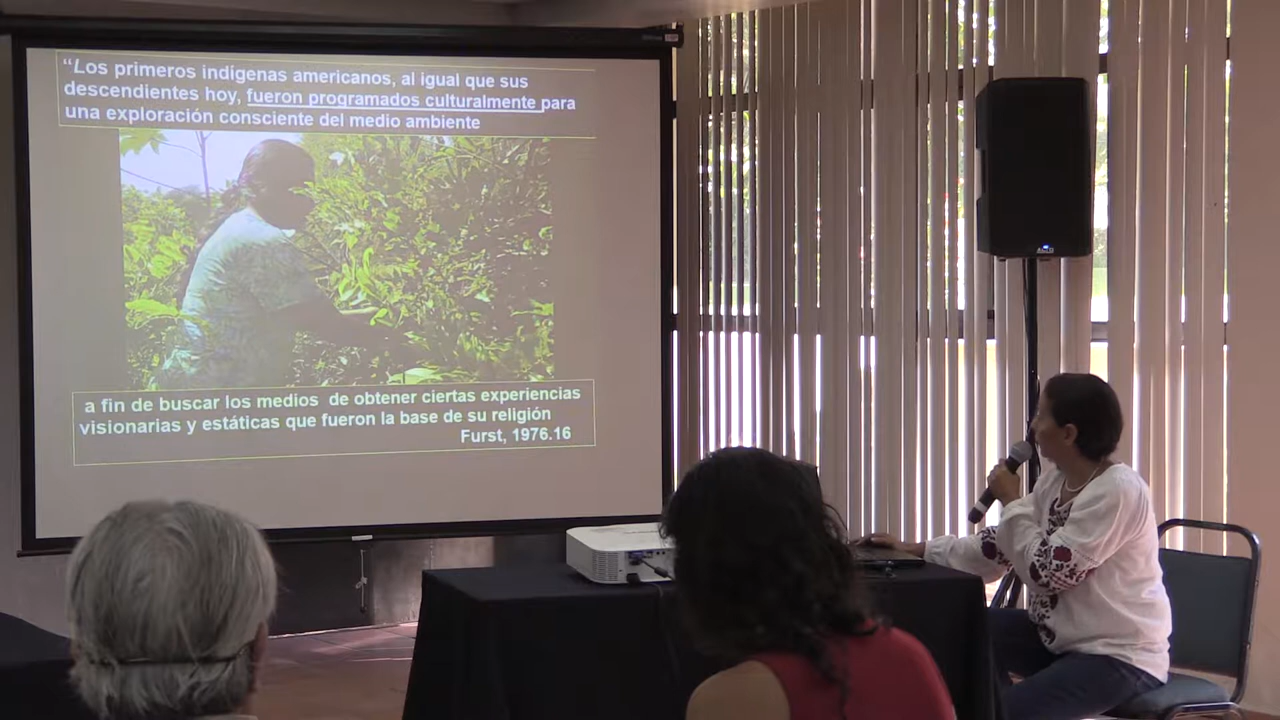 “Los primeros indígenas americanos, al igual que sus
descendientes hoy, fueron programados culturalmente para
una exploración consciente del medio ambiente
a fin de buscar los medios de obtener ciertas experiencias
visionarias y estáticas que fueron la base de su religión
Furst, 1976.16